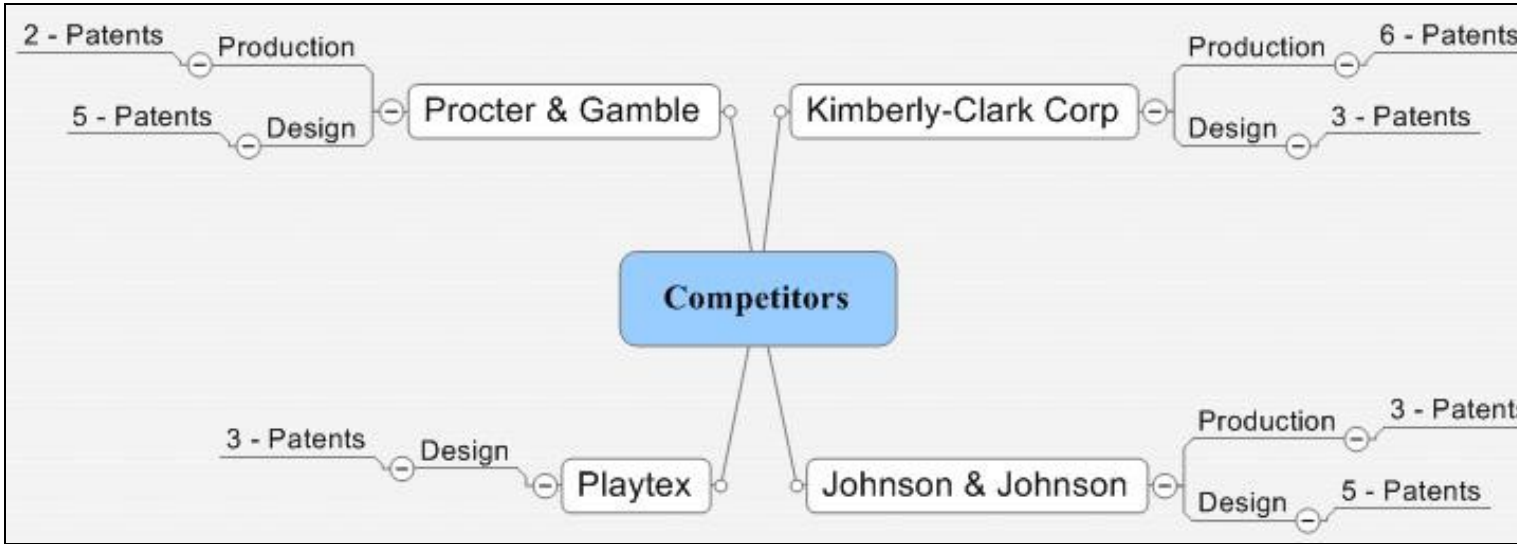 2 - Patents
Production
5 - Patents
Design
Procter & Gamble
Kimberly-Clark Corp
Production
6 - Patents
Design
3 - Patents
Competitors
3 - Patents
Design
Playtex
Johnson & Johnson
Production
3 - Patents
Design
5 - Patents